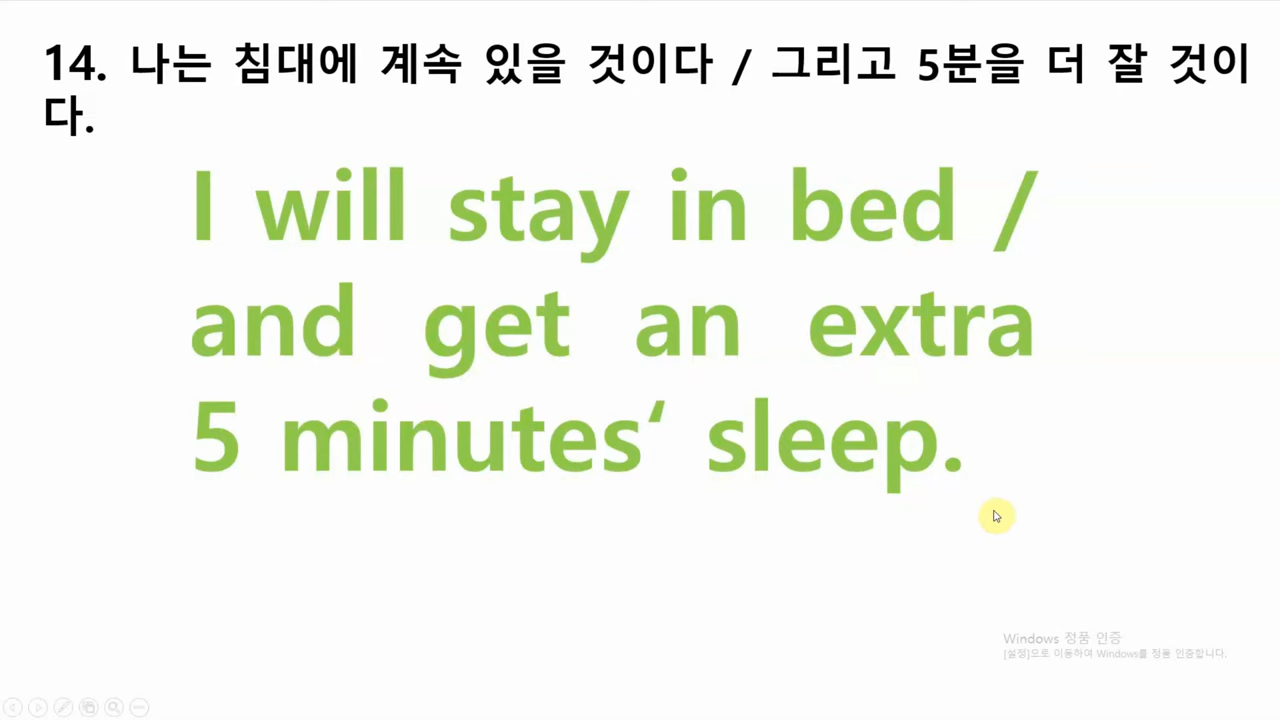 14. 나는 침대에 계속 있을 것이다 / 그리고 5분을 더 잘 것이
다.
I will stay in bed /
and get an extra
5 minutes‘ sleep.
Windows 정품 인증
[설정]으로 이동하여 Windows를 정품 인증합니다.